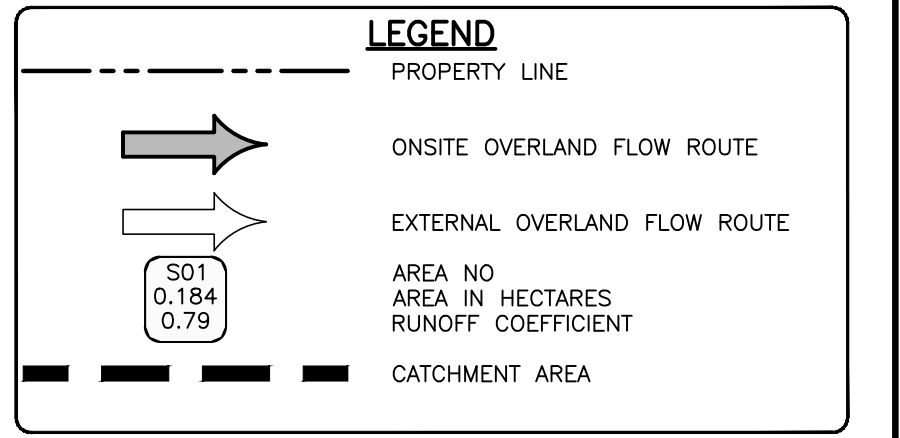 LEGEND
PROPERTY LINE
ONSITE OVERLAND FLOW ROUTE
EXTERNAL OVERLAND FLOW ROUTE
S01 AREA NO
0.184 AREA IN HECTARES
0.79 RUNOFF COEFFICIENT
CATCHMENT AREA